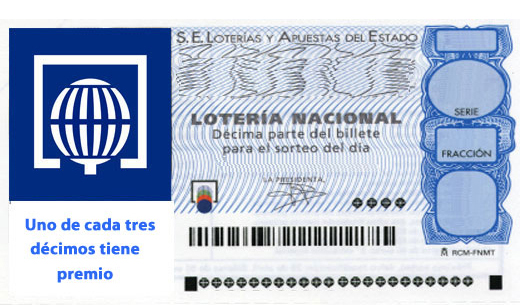 S.E. LOTERÍAS Y APUESTAS DEL ESTADO
LOTERÍA NACIONAL
Décima parte del billete
para el sorteo del día
LA PRESIDENTA,
SERIE
FRACCIÓN
RCM-FNMT
Uno de cada tres
décimos tiene
premio